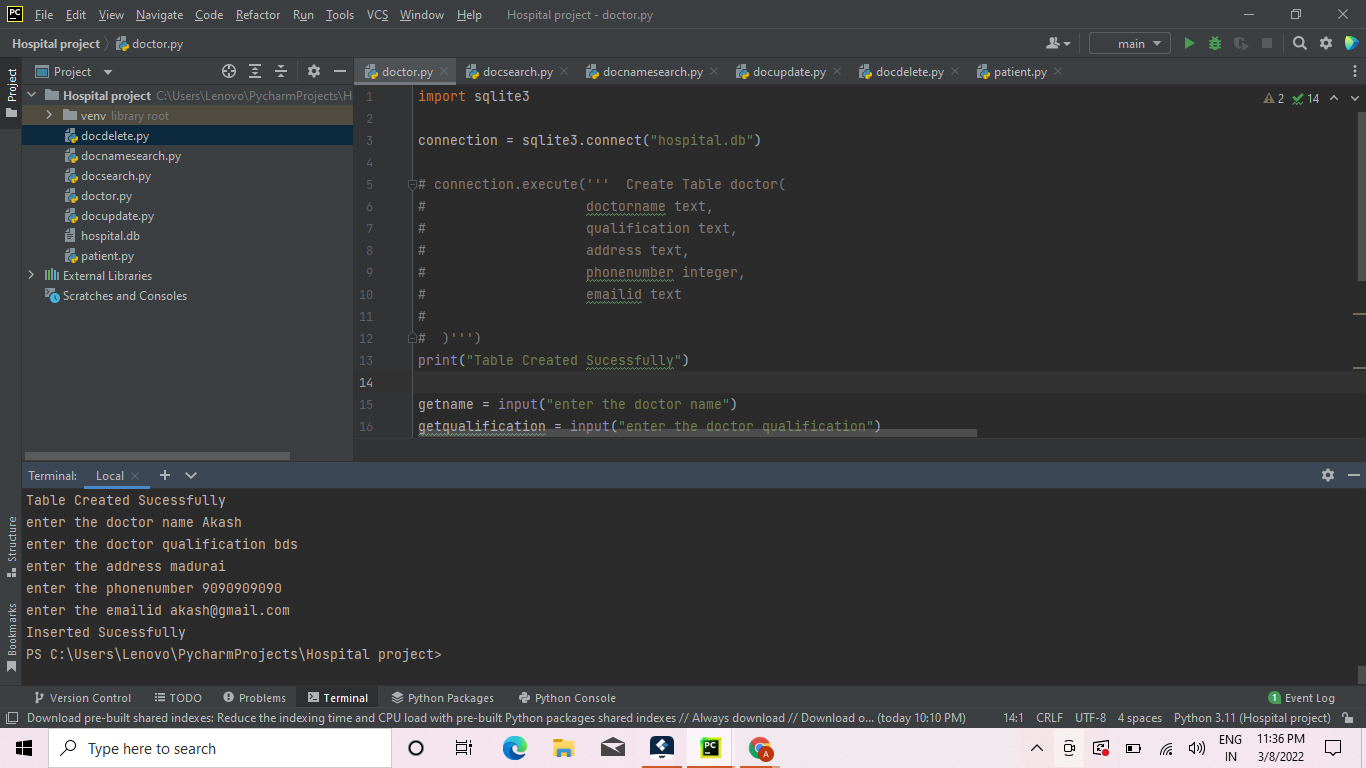 PC File Edit View Navigate Code Refactor Run Tools VCS Window Help Hospital project - doctor.py
Hospital project doctor.py main
Project doctor.py docsearch.py docnamesearch.py docupdate.py docdelete.py patient.py
Project
Hospital project C:\Users\Lenovo\PycharmProjects\H
venv library root
docdelete.py
docnamesearch.py
docsearch.py
doctor.py
docupdate.py
hospital.db
patient.py
External Libraries
Scratches and Consoles
2 14
1 import sqlite3
2
3 connection = sqlite3.connect("hospital.db")
4
5 # connection.execute('''  Create Table doctor(
6 #                    doctorname text,
7 #                    qualification text,
8 #                    address text,
9 #                    phonenumber integer,
10 #                    emailid text
11 #
12 #  )''')
13 print("Table Created Sucessfully")
14
15 getname = input("enter the doctor name")
16 getqualification = input("enter the doctor qualification")
Terminal: Local
Table Created Sucessfully
enter the doctor name Akash
enter the doctor qualification bds
enter the address madurai
enter the phonenumber 9090909090
enter the emailid akash@gmail.com
Inserted Sucessfully
PS C:\Users\Lenovo\PycharmProjects\Hospital project>
Structure
Bookmarks
Version Control TODO Problems Terminal Python Packages Python Console 1 Event Log
Download pre-built shared indexes: Reduce the indexing time and CPU load with pre-built Python packages shared indexes // Always download // Download o... (today 10:10 PM) 14:1 CRLF UTF-8 4 spaces Python 3.11 (Hospital project)
Type here to search PC A ENG 11:36 PM
IN 3/8/2022